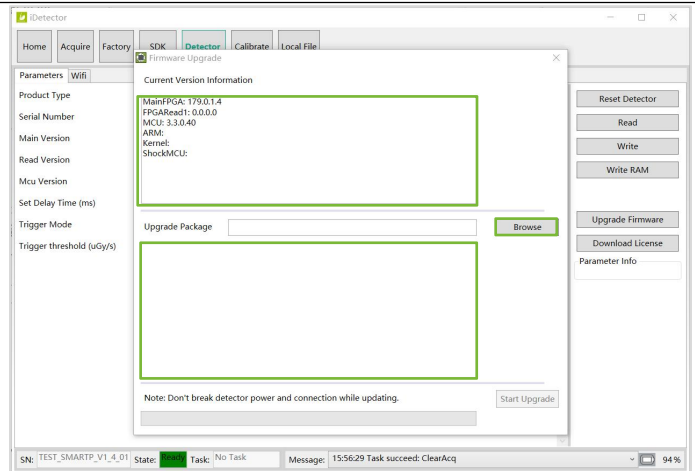 iDetector
Home Acquire Factory SDK Detector Calibrate Local File
Firmware Upgrade
Parameters Wifi
Current Version Information
Product Type
Serial Number
Main Version
Read Version
Mcu Version
Set Delay Time (ms)
Trigger Mode
Trigger threshold (uGy/s)
MainFPGA: 179.0.1.4
FPGARead1: 0.0.0.0
MCU: 3.3.0.40
ARM:
Kernel:
ShockMCU:
Upgrade Package Browse
Note: Don't break detector power and connection while updating. Start Upgrade
Reset Detector
Read
Write
Write RAM
Upgrade Firmware
Download License
Parameter Info
SN: TEST_SMARTP_V1_4_01 State: Ready Task: No Task Message: 15:56:29 Task succeed: ClearAcq 94%